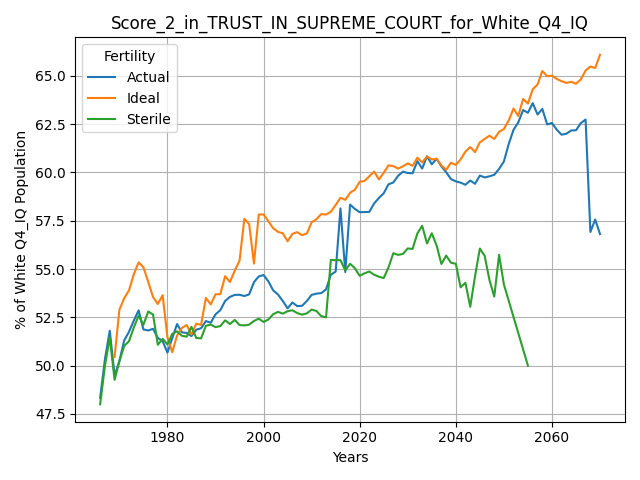 Score_2_in_TRUST_IN_SUPREME_COURT_for_White_Q4_IQ
Fertility
Actual
Ideal
Sterile
% of White Q4_IQ Population
65.0
62.5
60.0
57.5
55.0
52.5
50.0
47.5
1980
2000
2020
2040
2060
Years